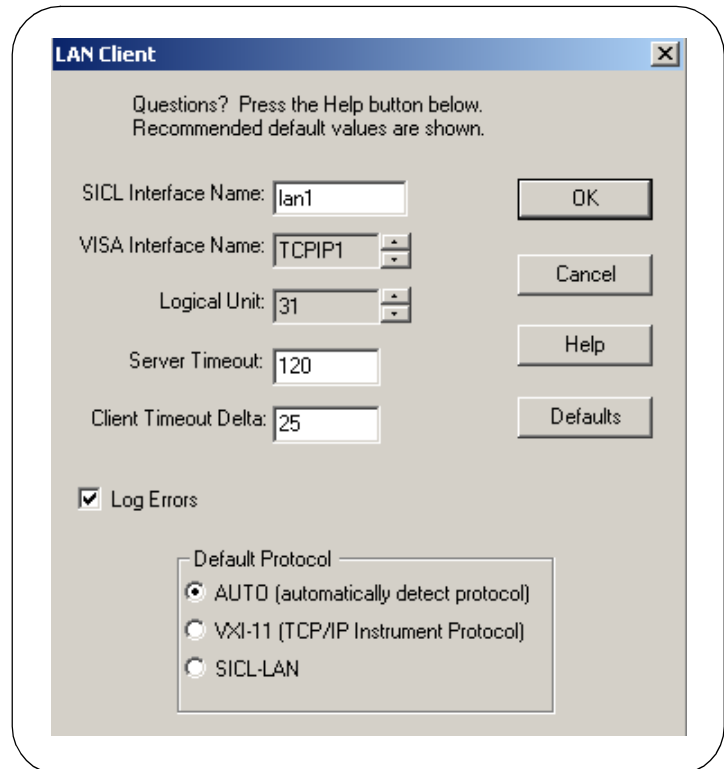 LAN Client
Questions? Press the Help button below.
Recommended default values are shown.
SICL Interface Name: lan1
OK
VISA Interface Name: TCPIP1
Cancel
Logical Unit: 31
Help
Server Timeout: 120
Client Timeout Delta: 25
Defaults
Log Errors
Default Protocol
AUTO (automatically detect protocol)
VXI-11 (TCP/IP Instrument Protocol)
SICL-LAN